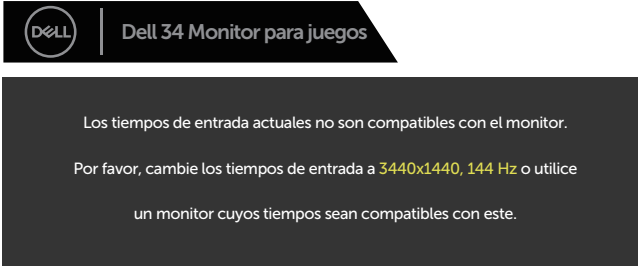 DELL
Dell 34 Monitor para juegos
Los tiempos de entrada actuales no son compatibles con el monitor.
Por favor, cambie los tiempos de entrada a 3440x1440, 144 Hz o utilice
un monitor cuyos tiempos sean compatibles con este.